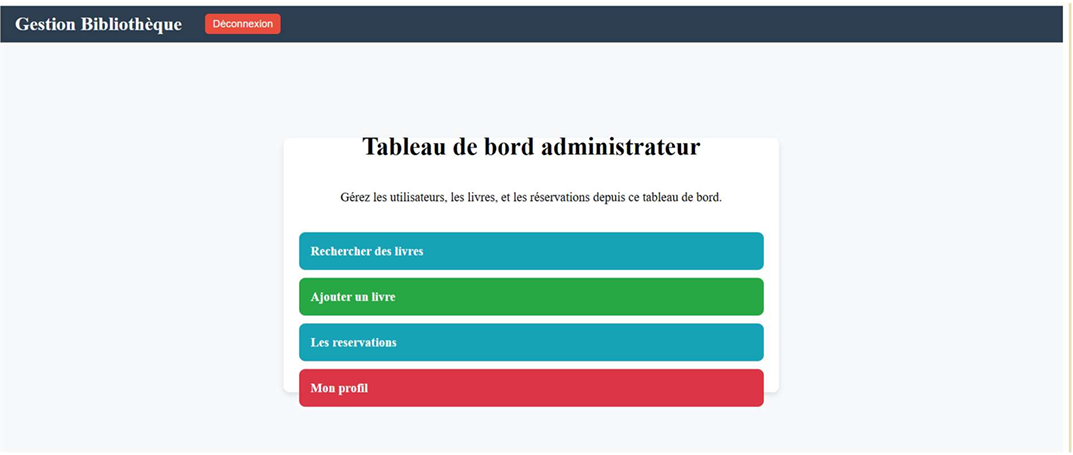 Gestion Bibliothèque
Déconnexion
Tableau de bord administrateur
Gérez les utilisateurs, les livres, et les réservations depuis ce tableau de bord.
Rechercher des livres
Ajouter un livre
Les reservations
Mon profil